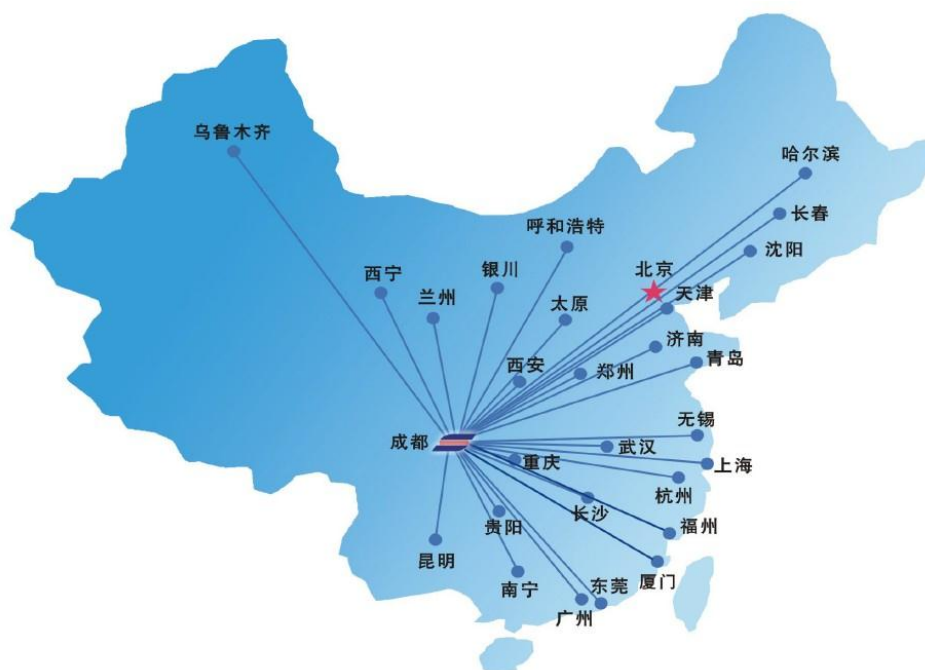 乌鲁木齐
哈尔滨
长春
呼和浩特
沈阳
西宁
银川
北京
兰州
太原
天津
济南
西安
郑州
青岛
无锡
成都
武汉
重庆
上海
杭州
长沙
贵阳
福州
昆明
南宁
东莞
厦门
广州